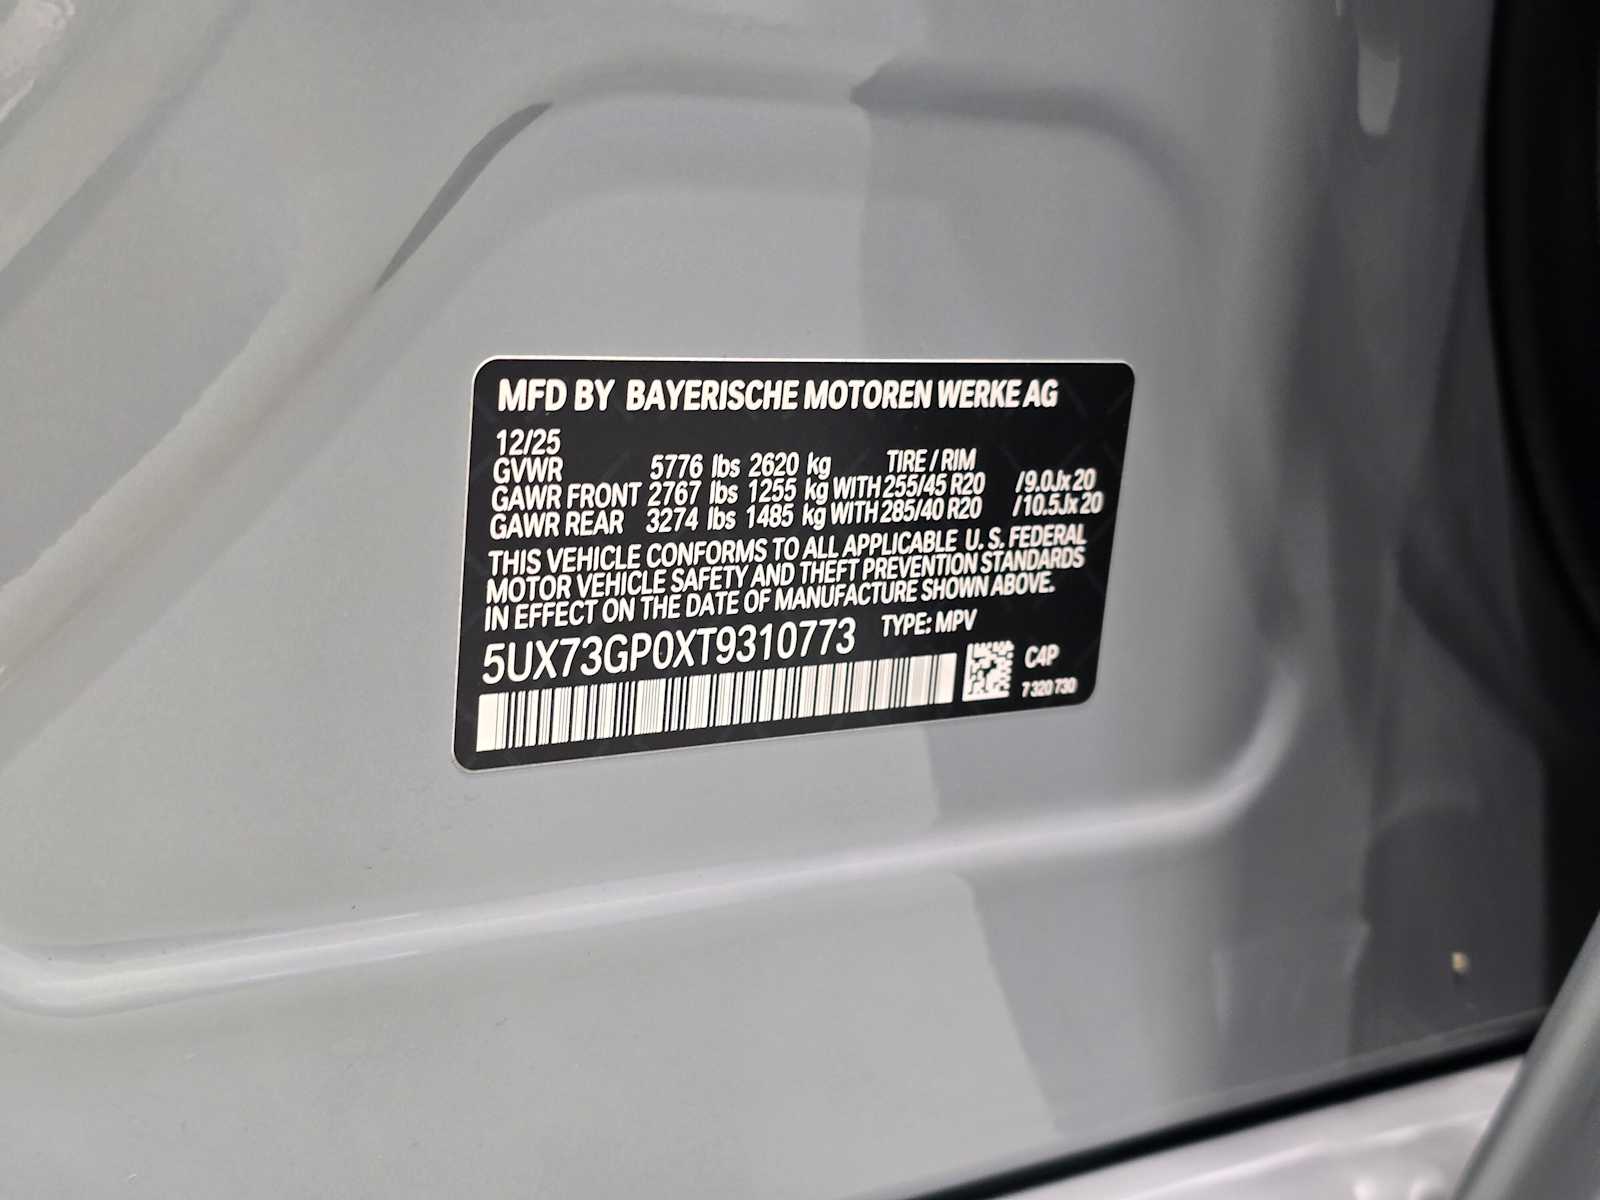 MFD BY BAYERISCHE MOTOREN WERKE AG
12/25
GVWR 5776 lbs 2620 kg TIRE / RIM
GAWR FRONT 2767 lbs 1255 kg WITH 255/45 R20 /9.0Jx20
GAWR REAR 3274 lbs 1485 kg WITH 285/40 R20 /10.5Jx20
THIS VEHICLE CONFORMS TO ALL APPLICABLE U. S. FEDERAL
MOTOR VEHICLE SAFETY AND THEFT PREVENTION STANDARDS
IN EFFECT ON THE DATE OF MANUFACTURE SHOWN ABOVE.
5UX73GP0XT9310773 TYPE: MPV
C4P
7 320 730